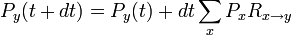 P_y(t + dt) = P_y(t) + dt \sum_x P_x R_{x \to y}